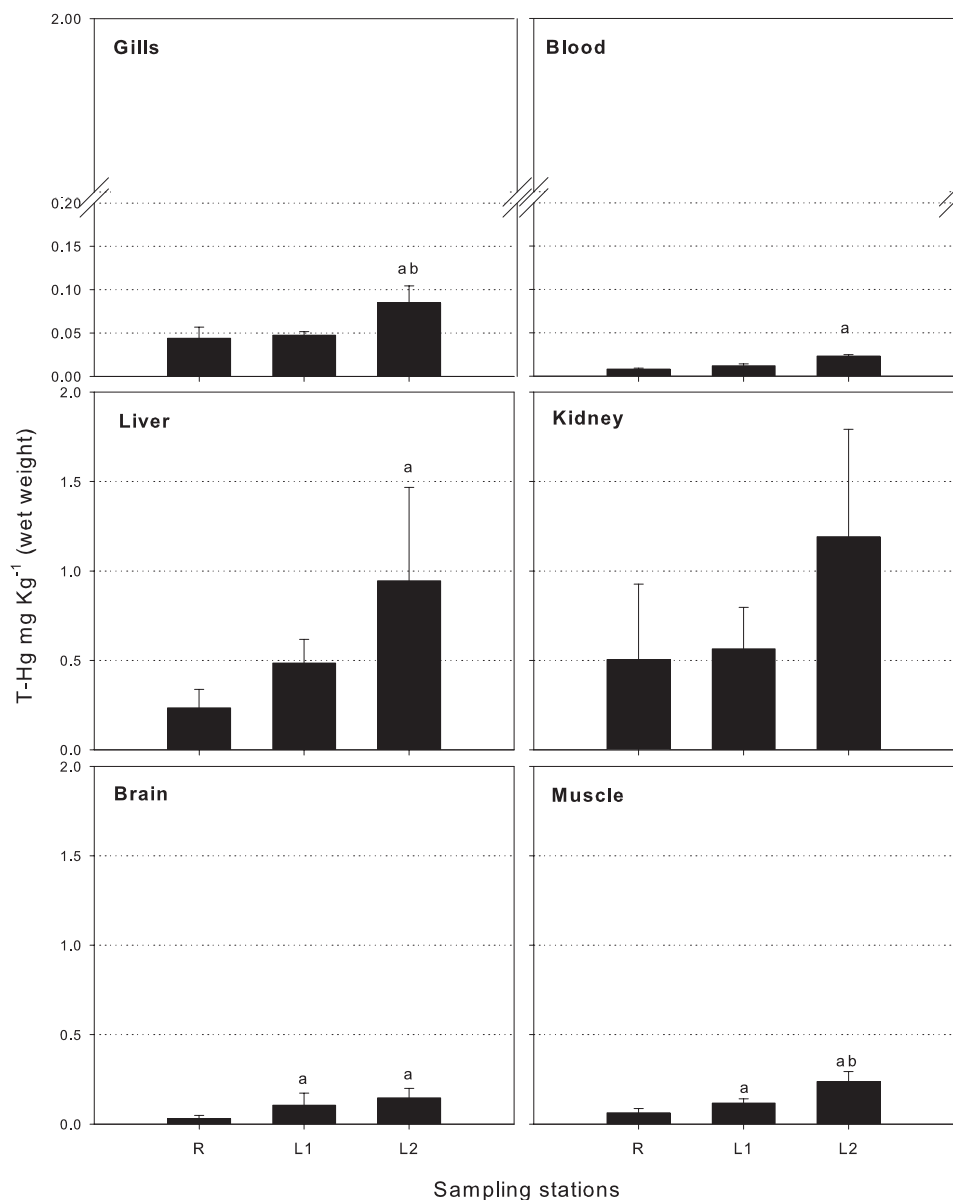 2.00
Gills
Blood
0.20
0.15
ab
0.10
a
0.05
0.00
2.0
Liver
Kidney
1.5
a
1.0
0.5
0.0
T-Hg mg Kg⁻¹ (wet weight)
2.0
Brain
Muscle
1.5
1.0
0.5
a
a
a
ab
0.0
R L1 L2 R L1 L2
Sampling stations